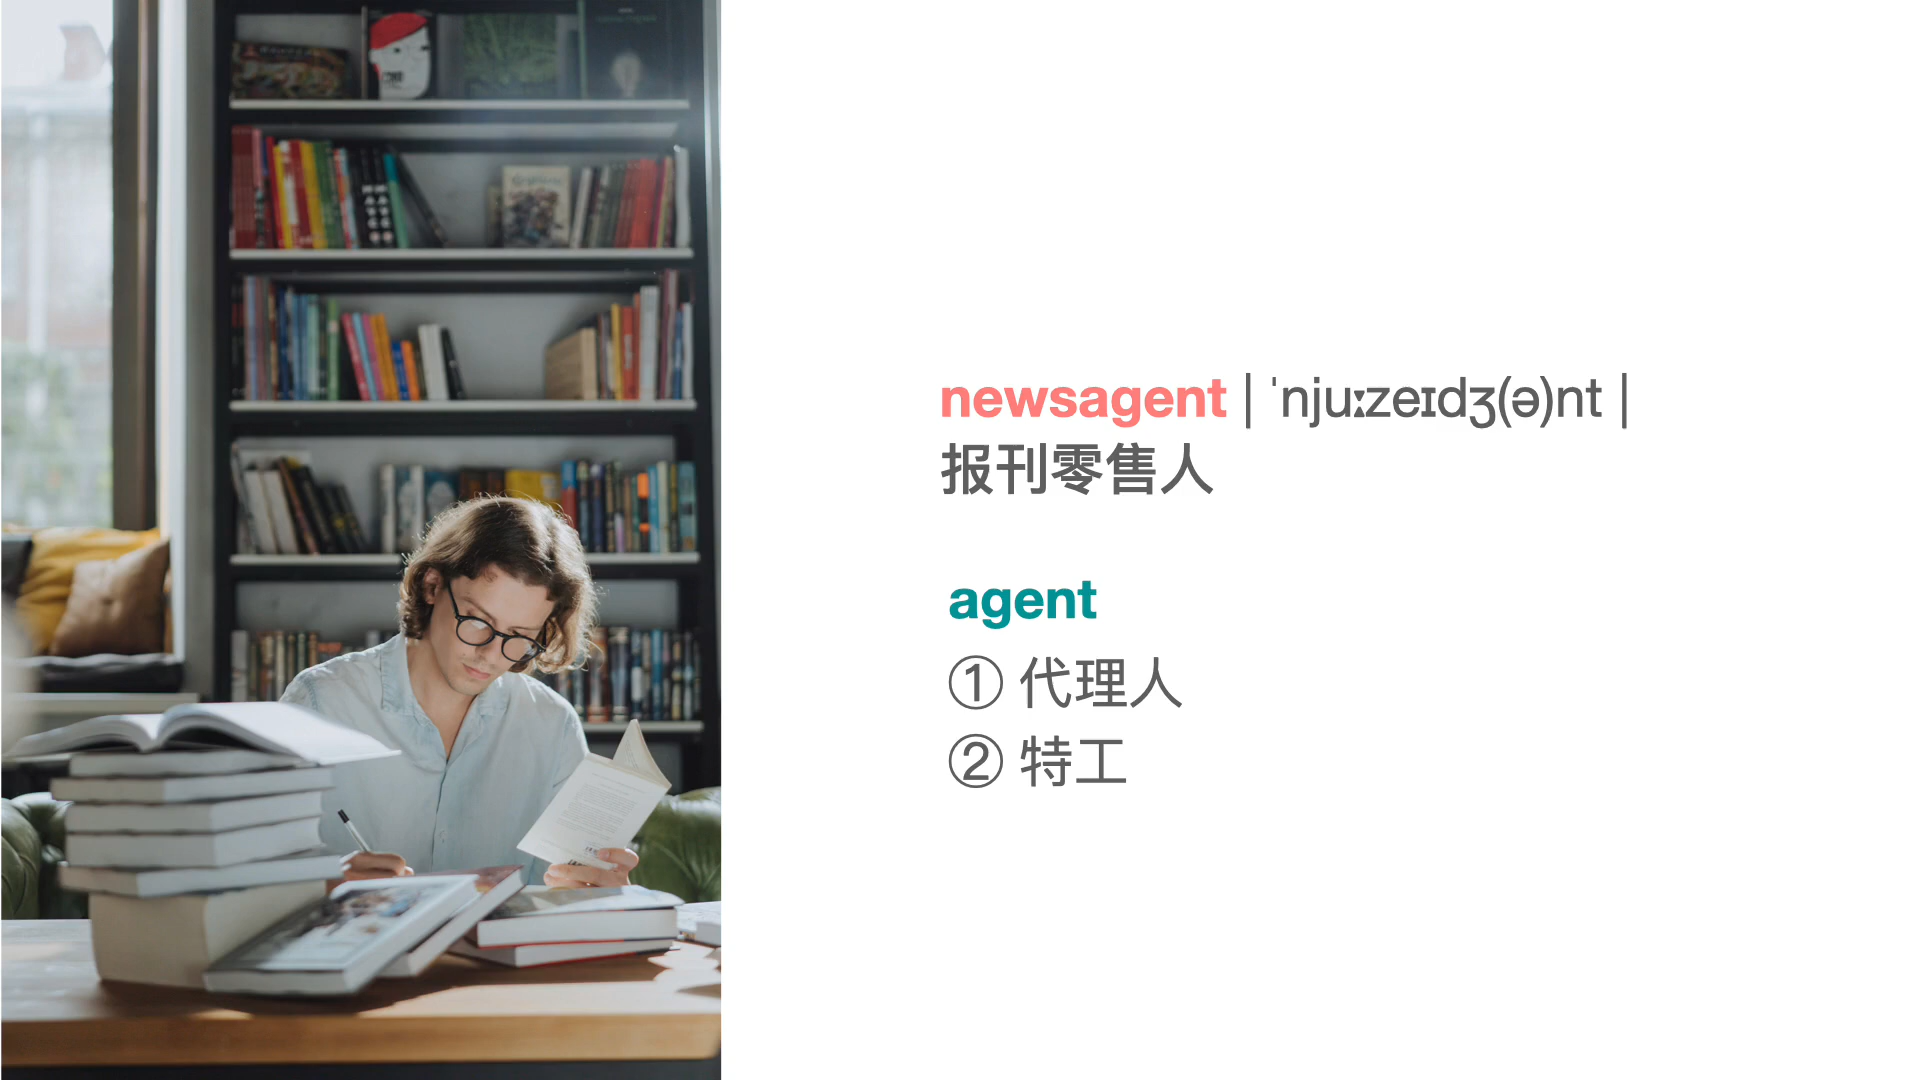 newsagent | ˈnjuːzeɪdʒ(ə)nt |
报刊零售人
agent
① 代理人
② 特工